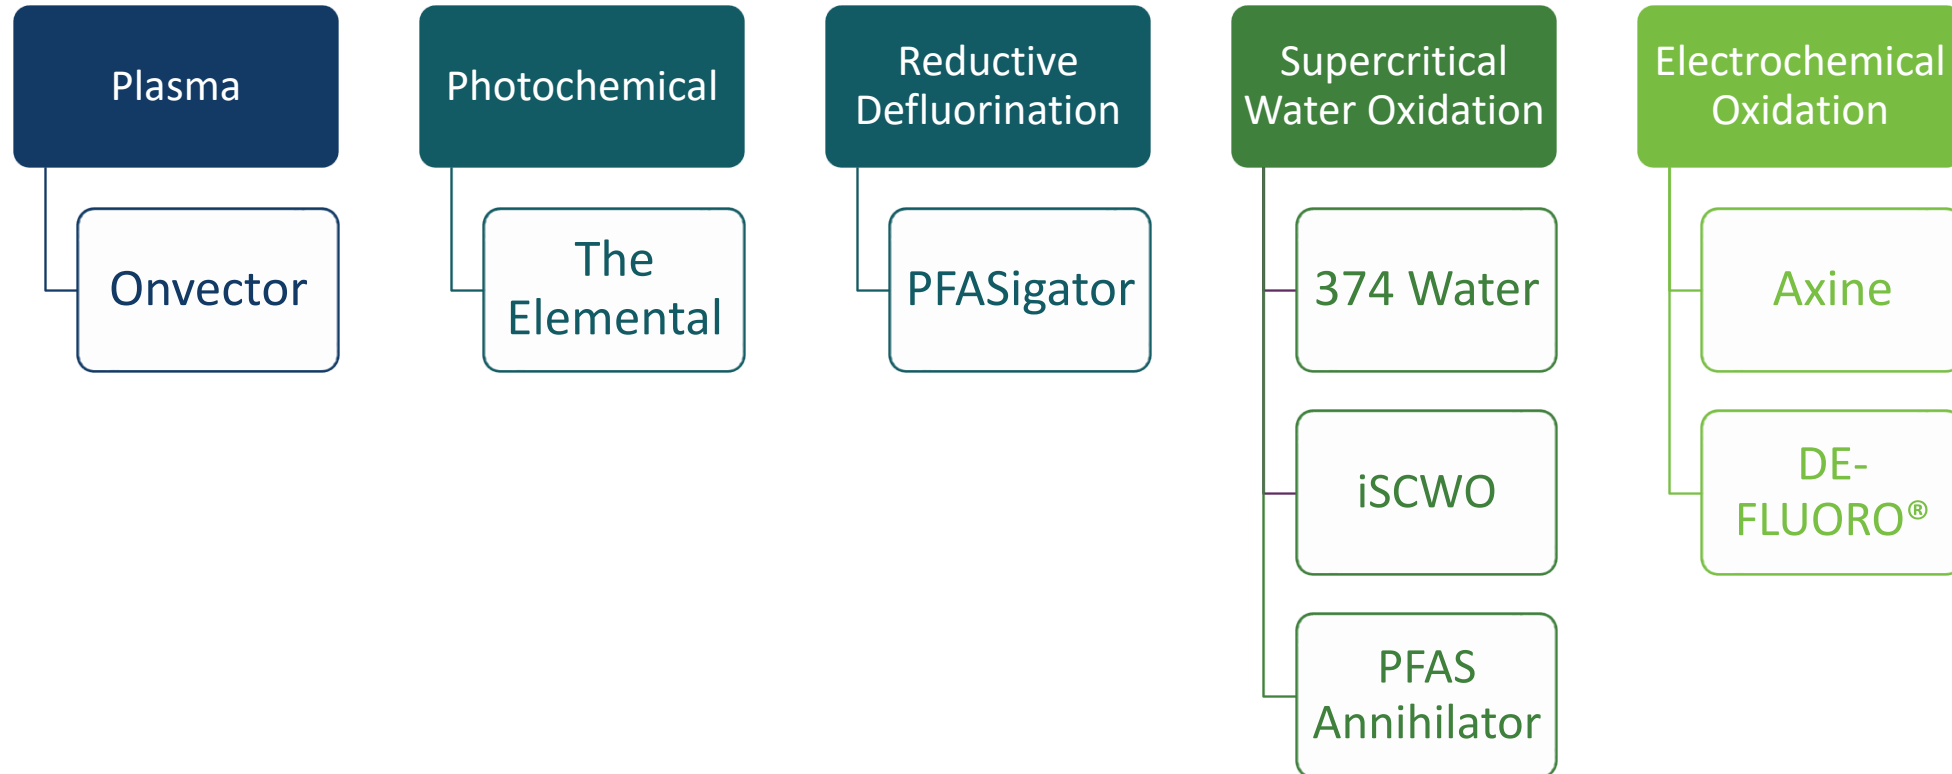 Plasma
Onvector
Photochemical
The
Elemental
Reductive
Defluorination
PFASigator
Supercritical
Water Oxidation
374 Water
iSCWO
PFAS
Annihilator
Electrochemical
Oxidation
Axine
DE-
FLUORO®